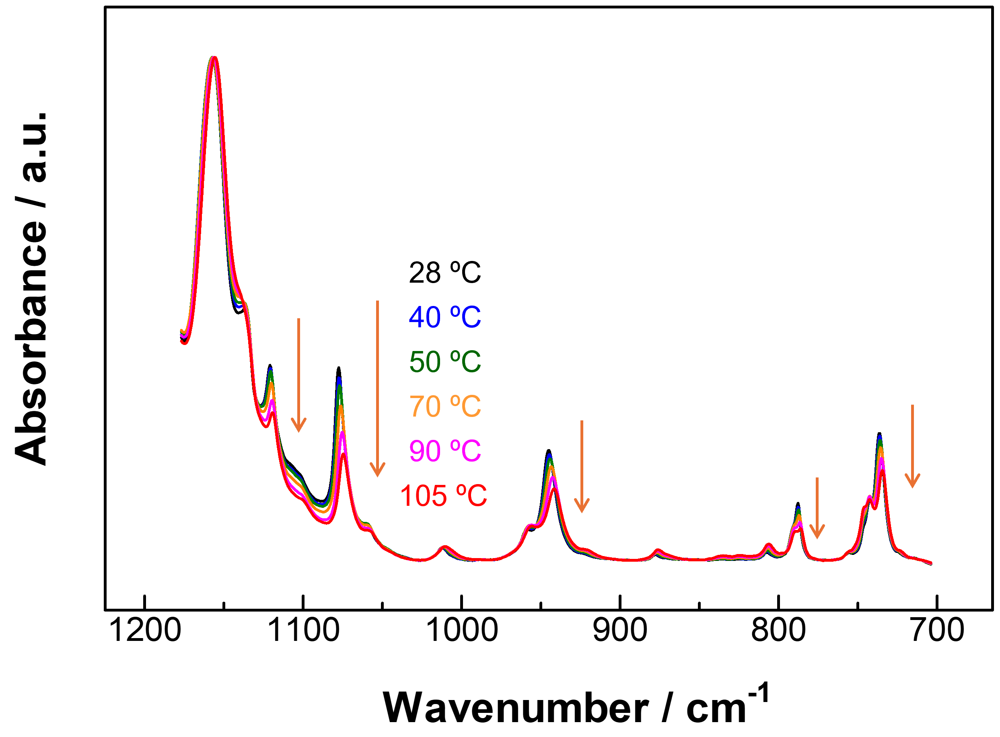 Absorbance / a.u.
28 ºC
40 ºC
50 ºC
70 ºC
90 ºC
105 ºC
1200 1100 1000 900 800 700
Wavenumber / cm-1